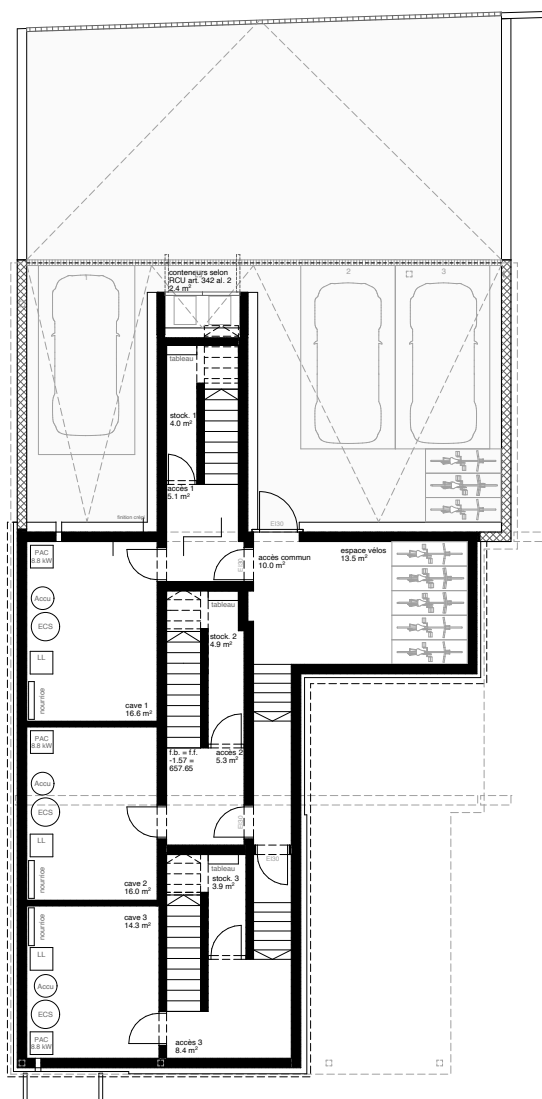 conteneurs selon
RCU art. 342 al. 2
2.4 m²
1
2
3
tableau
stock. 1
4.0 m²
accès 1
5.1 m²
EI30
PAC
8.8 kW
EI30
accès commun
10.0 m²
espace vélos
13.5 m²
Accu
ECS
tableau
stock. 2
4.9 m²
LL
nourrice
cave 1
16.6 m²
PAC
8.8 kW
f.b. = f.f.
-1.57 =
657.65
accès 2
5.3 m²
Accu
ECS
EI30
LL
EI30
tableau
nourrice
cave 2
16.0 m²
stock. 3
3.9 m²
nourrice
cave 3
14.3 m²
LL
Accu
ECS
PAC
8.8 kW
accès 3
8.4 m²